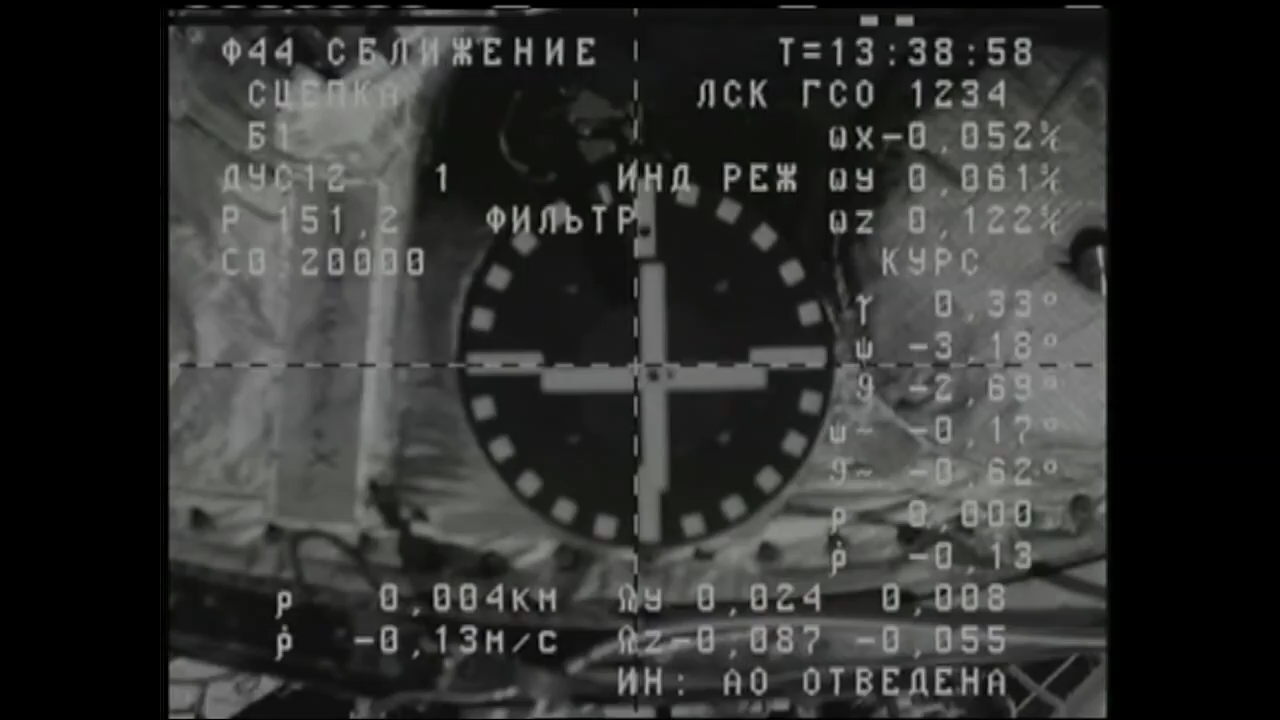 Ф44 СБЛИЖЕНИЕ T=13:38:58
СЦЕПКА ЛСК ГСО 1234
Б1 ωX-0,052°/с
ДУС12 1 ИНД РЕЖ ωУ 0,061°/с
Р 151,2 ФИЛЬТР ωZ 0,122°/с
С0 20000 КУРС
γ 0,33°
ψ -3,18°
ϑ -2,69°
ψ~ -0,17°
ϑ~ -0,62°
ρ 0,000
ρ̇ -0,13
ρ 0,004КМ ΩУ 0,024 0,008
ρ̇ -0,13М/С ΩZ-0,087 -0,055
ИН: АО ОТВЕДЕНА